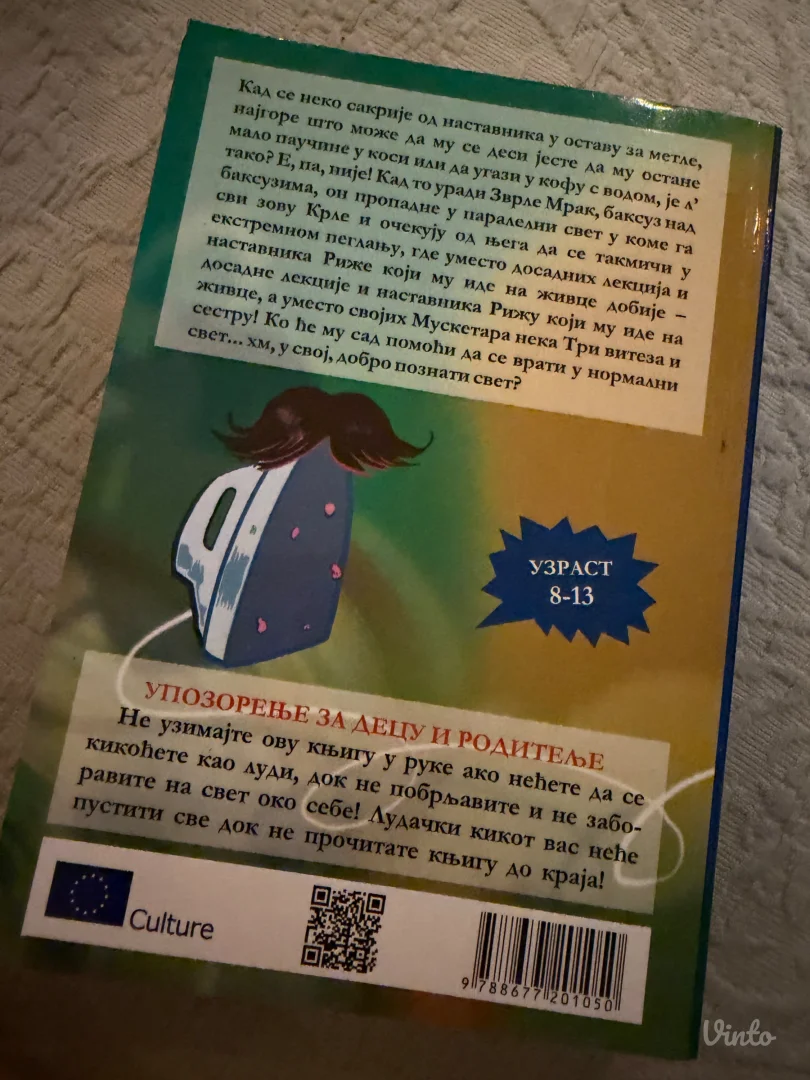 Кад се неко сакрије од наставника у оставу за метле,
најгоре што може да му се деси јесте да му остане
мало паучине у коси или да угази у кофу с водом, је л’
тако? Е, па, није! Кад то уради Зврле Мрак, баксуз над
баксузима, он пропадне у паралелни свет у коме га
сви зову Крле и очекују од њега да се такмичи у
екстремном пеглању, где уместо досадних лекција и
наставника Риже који му иде на живце добије –
досадне лекције и наставника Рижу који му иде на
живце, а уместо својих Мускетара нека Три витеза и
сестру! Ко ће му сад помоћи да се врати у нормални
свет... хм, у свој, добро познати свет?
УЗРАСТ
8-13
УПОЗОРЕЊЕ ЗА ДЕЦУ И РОДИТЕЉЕ
Не узимајте ову књигу у руке ако нећете да се
кикоћете као луди, док не побрљавите и не забо-
равите на свет око себе! Лудачки кикот вас неће
пустити све док не прочитате књигу до краја!
Culture
9 788677 201050
Vinto